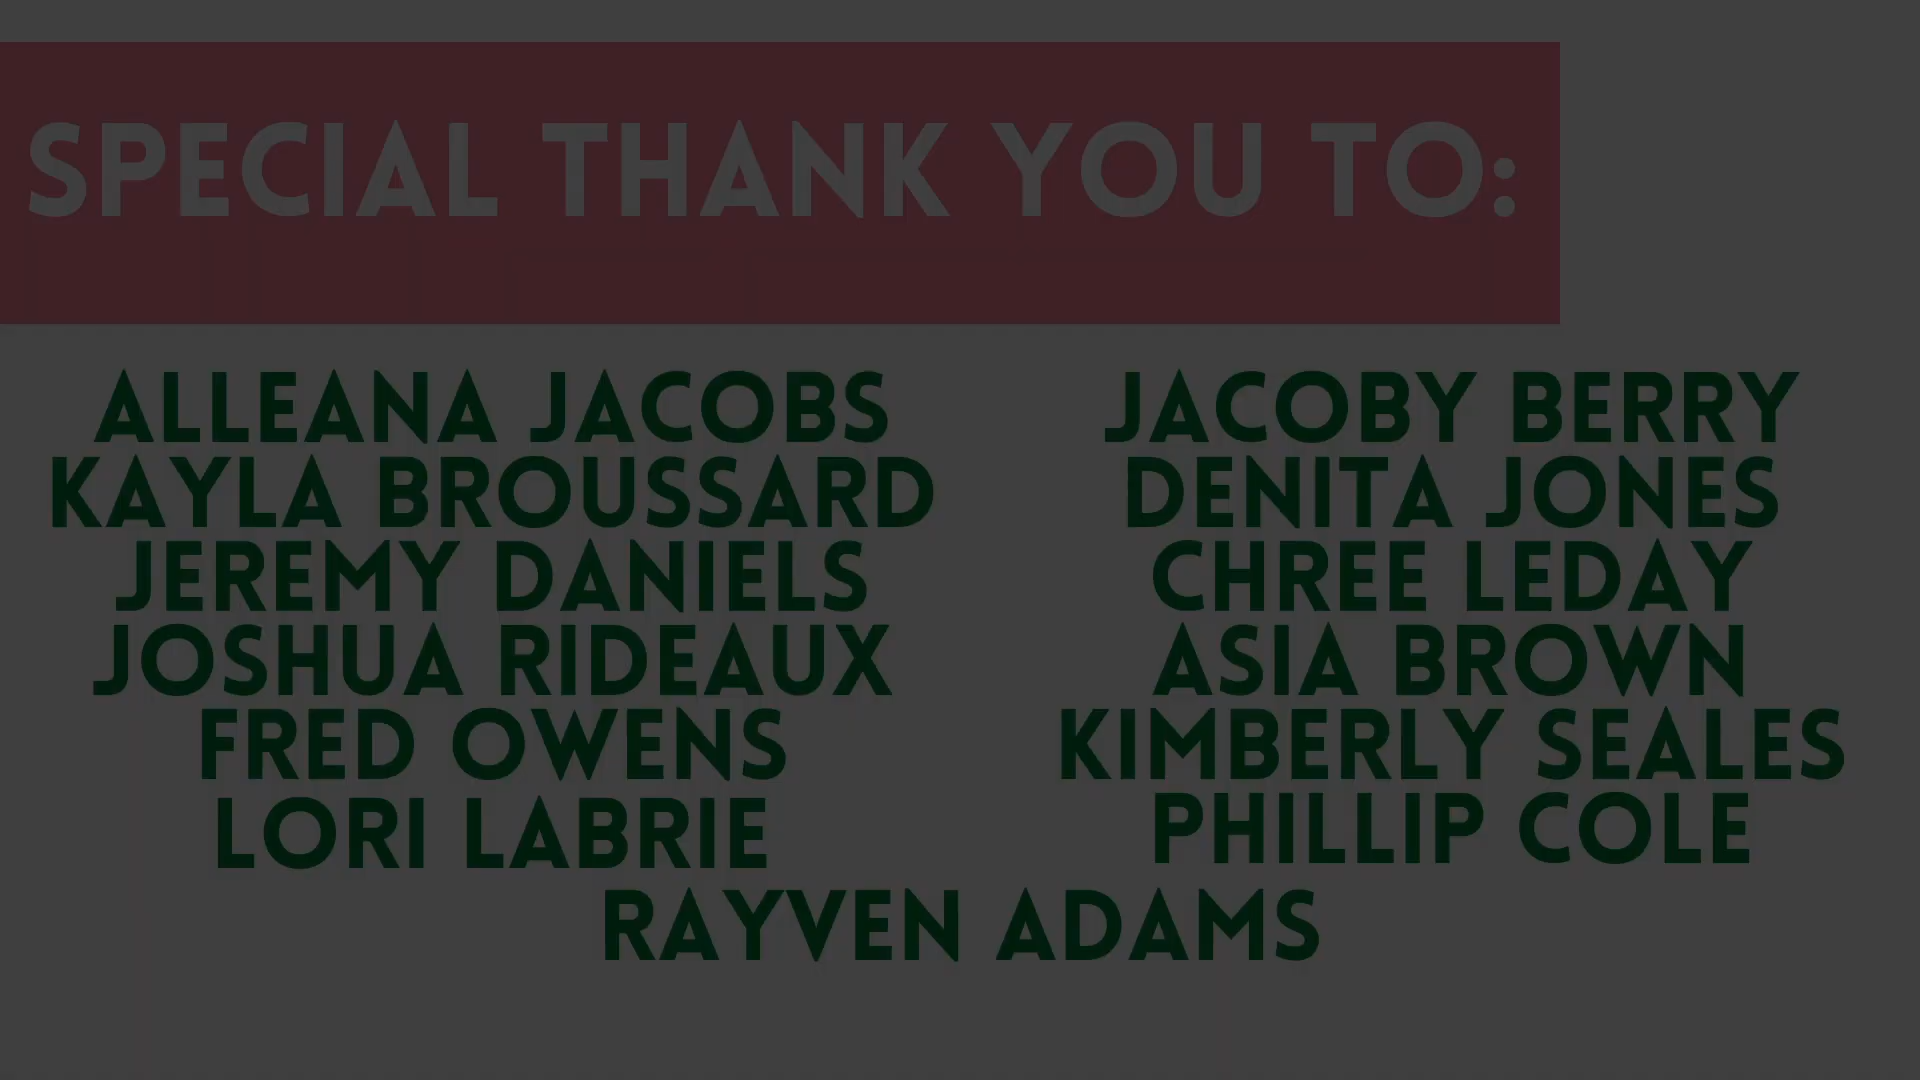 SPECIAL THANK YOU TO:
ALLEANA JACOBS
KAYLA BROUSSARD
JEREMY DANIELS
JOSHUA RIDEAUX
FRED OWENS
LORI LABRIE
JACOBY BERRY
DENITA JONES
CHREE LEDAY
ASIA BROWN
KIMBERLY SEALES
PHILLIP COLE
RAYVEN ADAMS